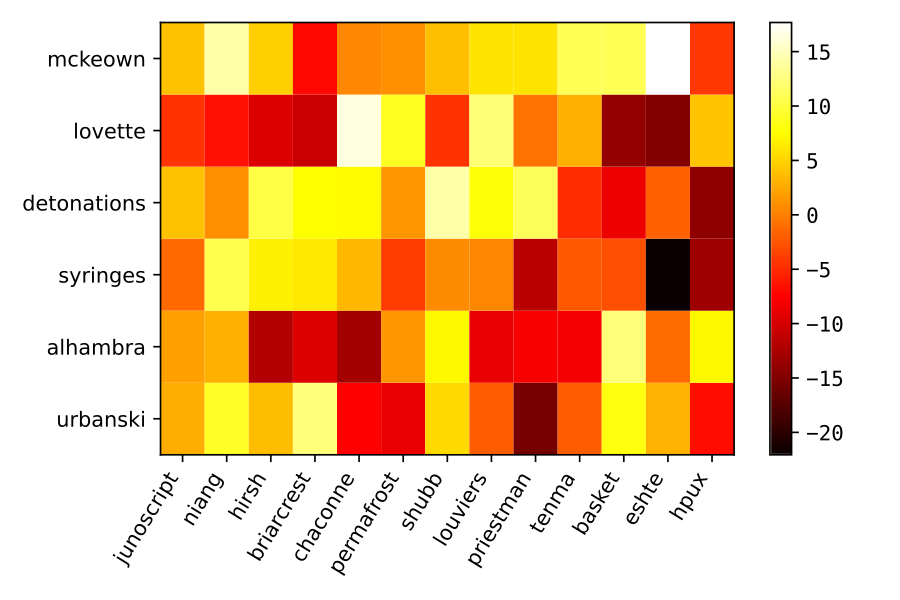 mckeown
lovette
detonations
syringes
alhambra
urbanski
junoscript
niang
hirsh
briarcrest
chaconne
permafrost
shubb
louviers
priestman
tenma
basket
eshte
hpux
15
10
5
0
−5
−10
−15
−20